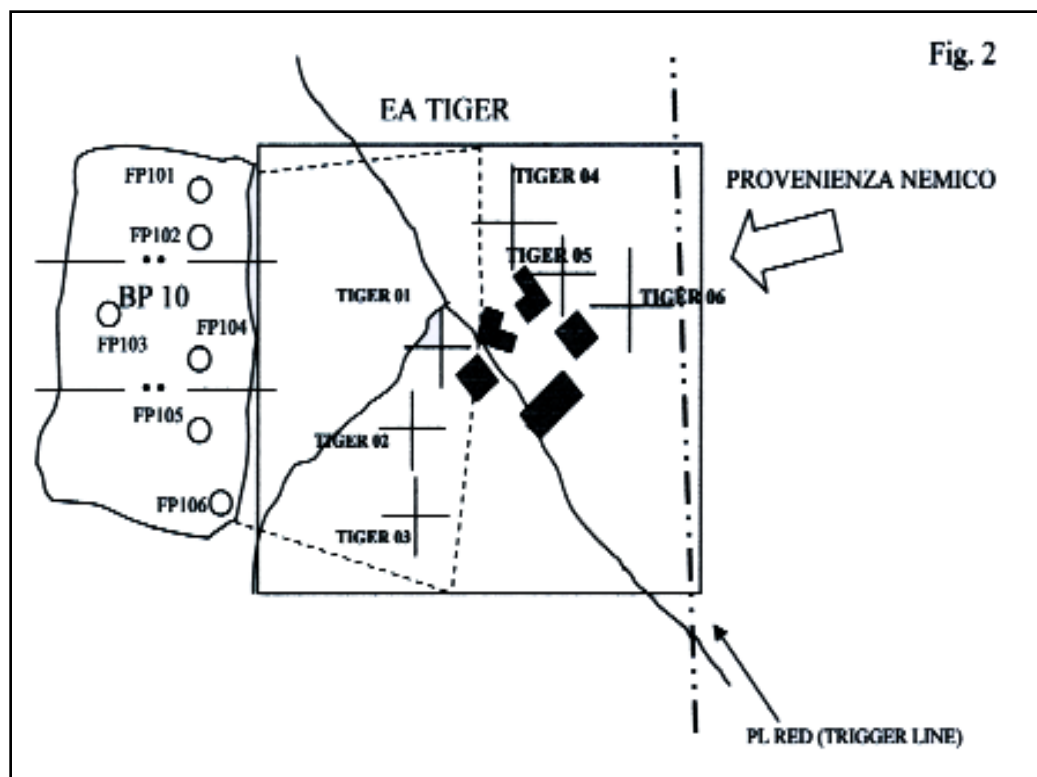 Fig. 2
EA TIGER
FP101
TIGER 04
PROVENIENZA NEMICO
FP102
TIGER 05
BP 10
TIGER 01
TIGER 06
FP104
FP103
FP105
TIGER 02
FP106
TIGER 03
PL RED (TRIGGER LINE)